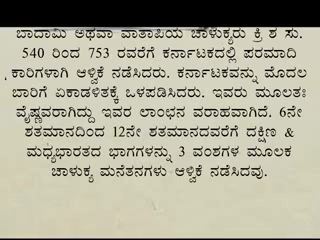 ಬಾದಾಮಿ ಅಥವಾ ವಾತಾಪಿಯ ಚಾಳುಕ್ಯರು ಕ್ರಿ ಶ ಸು.
540 ರಿಂದ 753 ರವರೆಗೆ ಕರ್ನಾಟಕದಲ್ಲಿ ಪರಮಾದಿ
ಕಾರಿಗಳಾಗಿ ಆಳ್ವಿಕೆ ನಡೆಸಿದರು. ಕರ್ನಾಟಕವನ್ನು ಮೊದಲ
ಬಾರಿಗೆ ಏಕಾಡಳಿತಕ್ಕೆ ಒಳಪಡಿಸಿದರು. ಇವರು ಮೂಲತಃ
ವೈಷ್ಣವರಾಗಿದ್ದು ಇವರ ಲಾಂಛನ ವರಾಹವಾಗಿದೆ. 6ನೇ
ಶತಮಾನದಿಂದ 12ನೇ ಶತಮಾನದವರೆಗೆ ದಕ್ಷಿಣ &
ಮಧ್ಯಭಾರತದ ಭಾಗಗಳನ್ನು 3 ವಂಶಗಳ ಮೂಲಕ
ಚಾಳುಕ್ಯ ಮನೆತನಗಳು ಆಳ್ವಿಕೆ ನಡೆಸಿದವು.